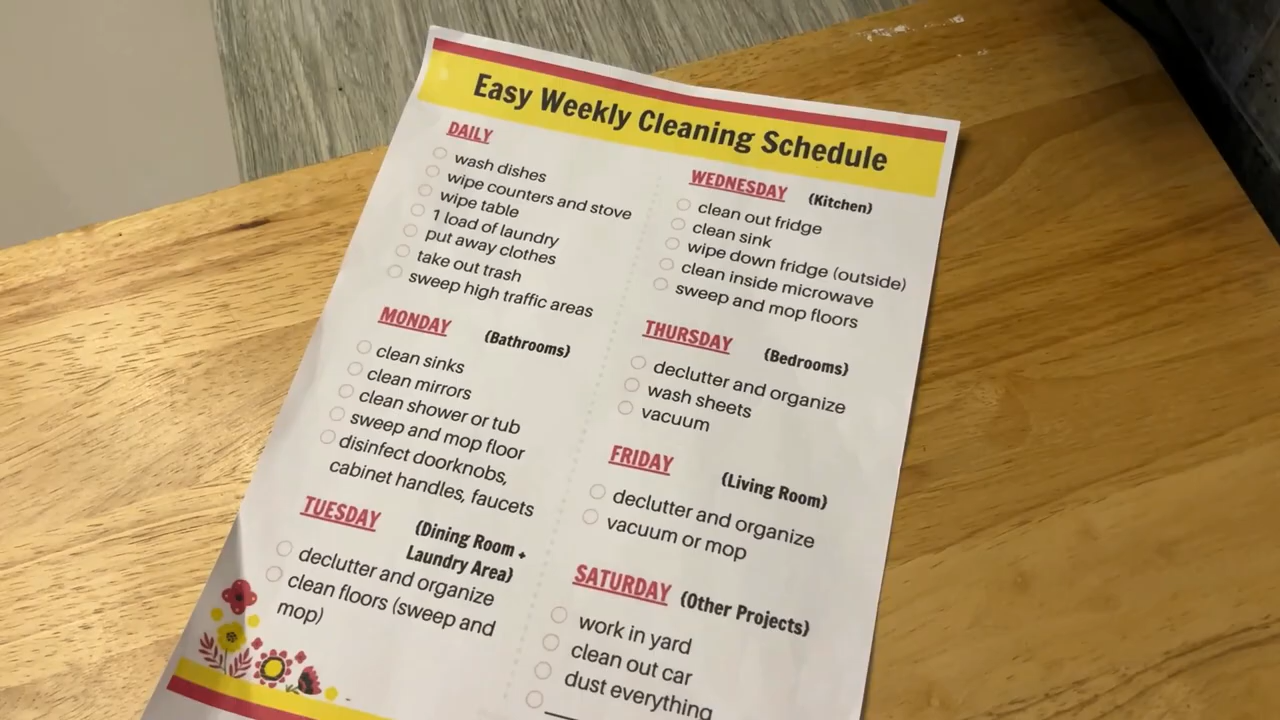 Easy Weekly Cleaning Schedule
DAILY
wash dishes
wipe counters and stove
wipe table
1 load of laundry
put away clothes
take out trash
sweep high traffic areas
MONDAY (Bathrooms)
clean sinks
clean mirrors
clean shower or tub
sweep and mop floor
disinfect doorknobs,
cabinet handles, faucets
TUESDAY (Dining Room +
Laundry Area)
declutter and organize
clean floors (sweep and
mop)
WEDNESDAY (Kitchen)
clean out fridge
clean sink
wipe down fridge (outside)
clean inside microwave
sweep and mop floors
THURSDAY (Bedrooms)
declutter and organize
wash sheets
vacuum
FRIDAY (Living Room)
declutter and organize
vacuum or mop
SATURDAY (Other Projects)
work in yard
clean out car
dust everything